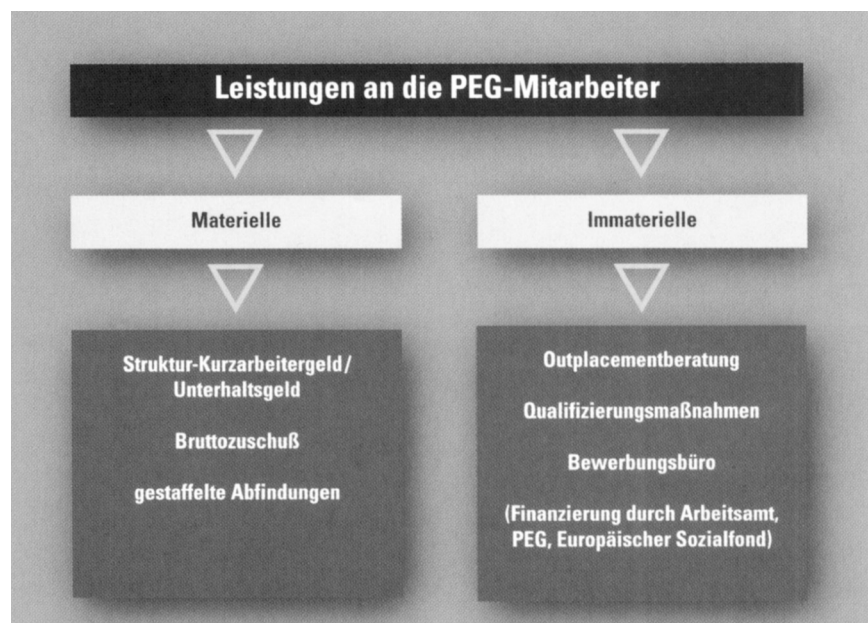 Leistungen an die PEG-Mitarbeiter
Materielle
Struktur-Kurzarbeitergeld/
Unterhaltsgeld
Bruttozuschuß
gestaffelte Abfindungen
Immaterielle
Outplacementberatung
Qualifizierungsmaßnahmen
Bewerbungsbüro
(Finanzierung durch Arbeitsamt,
PEG, Europäischer Sozialfond)